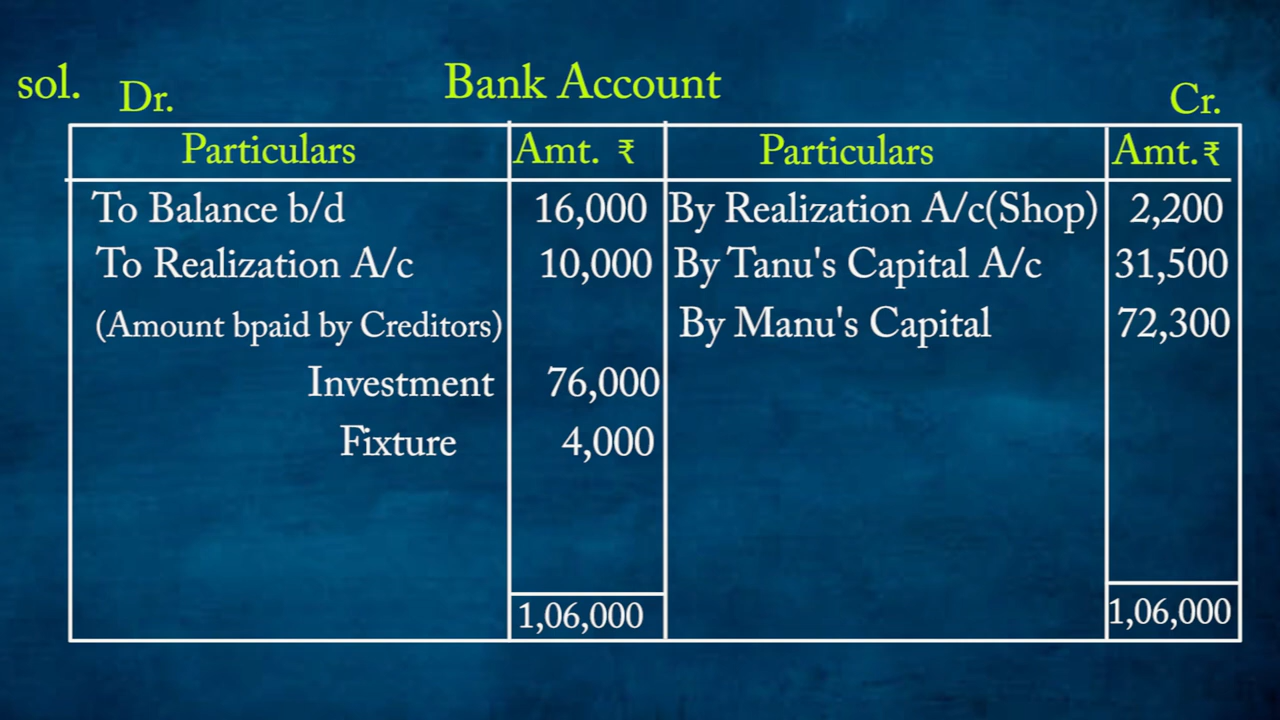 sol. Dr. Bank Account Cr.
Particulars Amt. ₹ Particulars Amt.₹
To Balance b/d 16,000 By Realization A/c(Shop) 2,200
To Realization A/c 10,000 By Tanu's Capital A/c 31,500
(Amount bpaid by Creditors) By Manu's Capital 72,300
Investment 76,000
Fixture 4,000
1,06,000 1,06,000